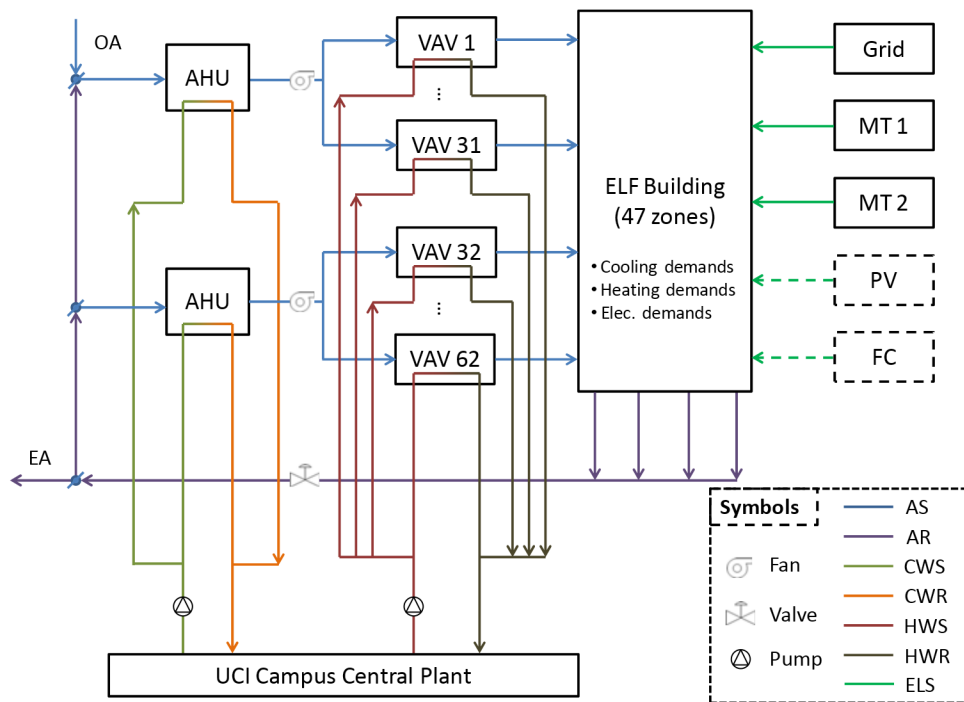 OA
AHU
VAV 1
⋮
VAV 31
AHU
VAV 32
⋮
VAV 62
ELF Building
(47 zones)
• Cooling demands
• Heating demands
• Elec. demands
Grid
MT 1
MT 2
PV
FC
EA
UCI Campus Central Plant
Symbols
Fan
Valve
Pump
AS
AR
CWS
CWR
HWS
HWR
ELS